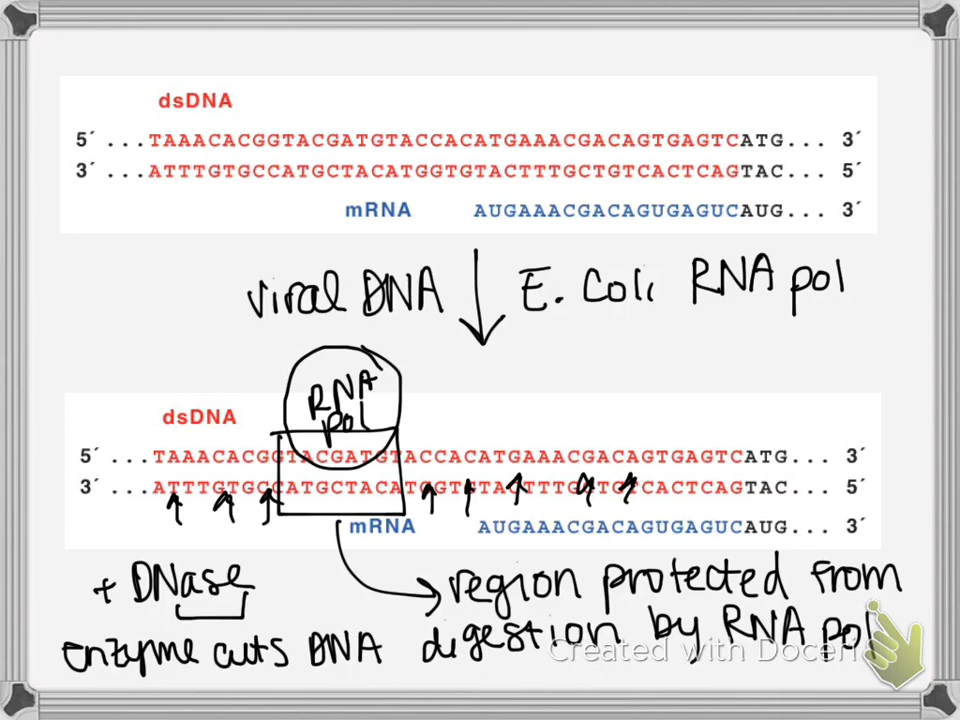 dsDNA
5´ ...TAAACACGGTACGATGTACCACATGAAACGACAGTGAGTCATG... 3´
3´ ...ATTTGTGCCATGCTACATGGTGTACTTTGCTGTCACTCAGTAC... 5´
mRNA AUGAAACGACAGUGAGUCAUG... 3´
viral DNA E. Coli RNA pol
RNA
pol
dsDNA
5´ ...TAAACACGGTACGATGTACCACATGAAACGACAGTGAGTCATG... 3´
3´ ...ATTTGTGCCATGCTACATGGTGTACTTTGCTGTCACTCAGTAC... 5´
mRNA AUGAAACGACAGUGAGUCAUG... 3´
+ DNase
enzyme cuts DNA
region protected from
digestion by RNA pol
Created with Doceri